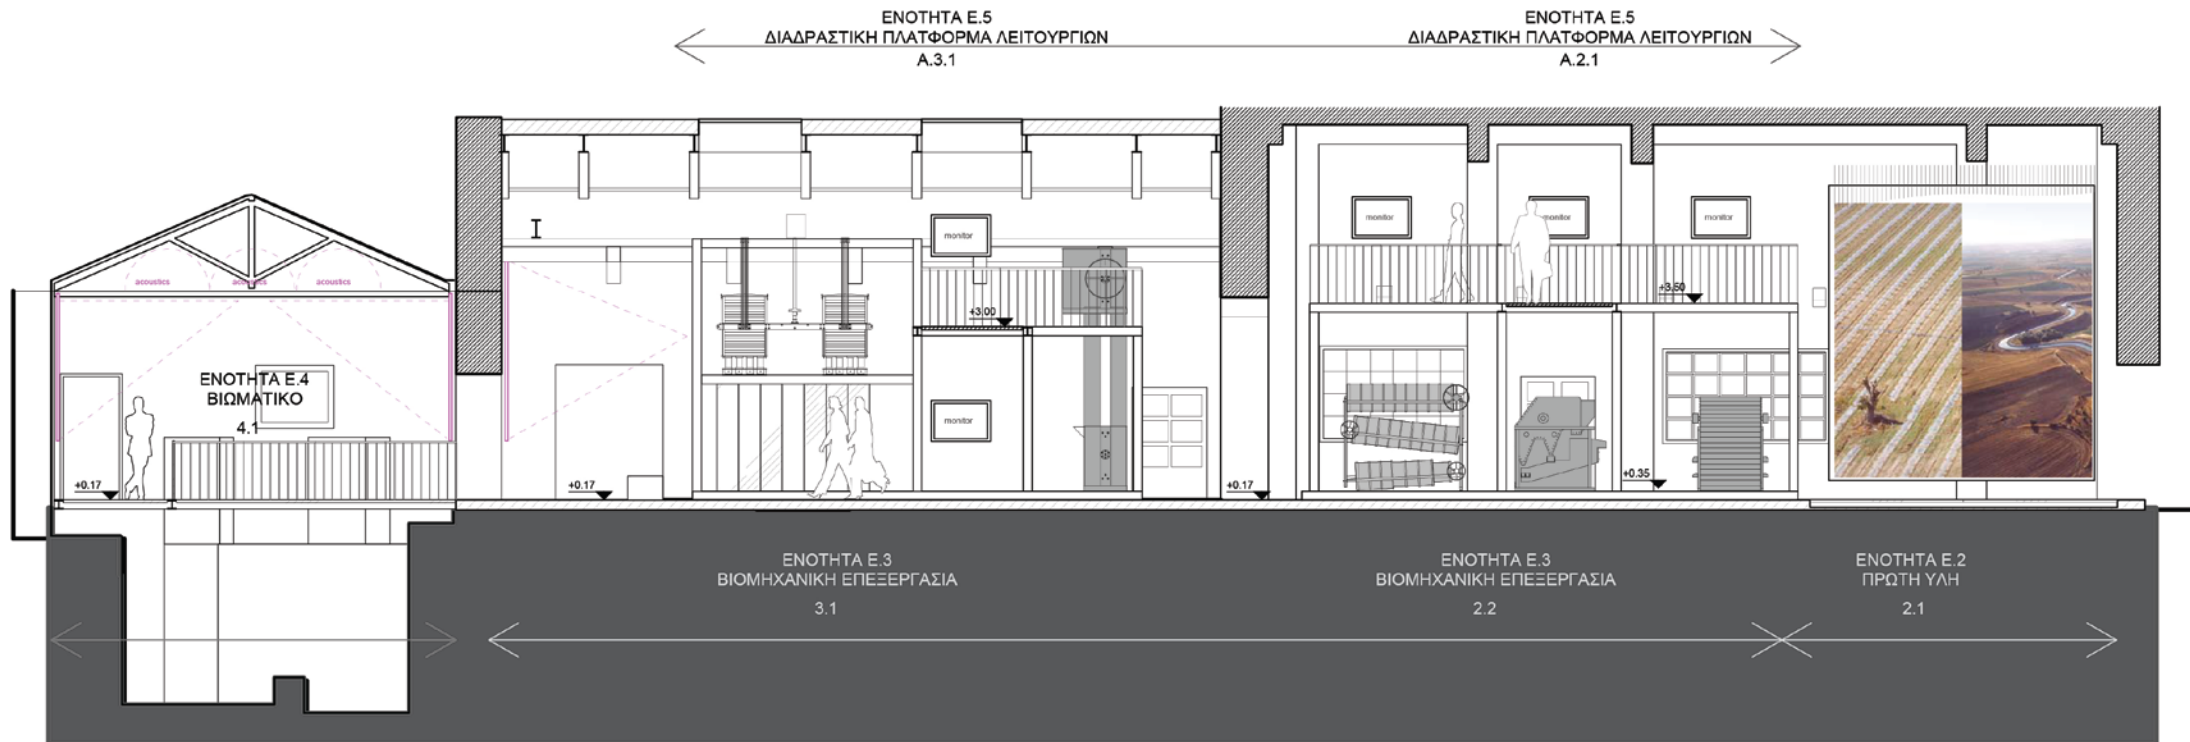 ΕΝΟΤΗΤΑ Ε.5
ΔΙΑΔΡΑΣΤΙΚΗ ΠΛΑΤΦΟΡΜΑ ΛΕΙΤΟΥΡΓΙΩΝ
Α.3.1
ΕΝΟΤΗΤΑ Ε.5
ΔΙΑΔΡΑΣΤΙΚΗ ΠΛΑΤΦΟΡΜΑ ΛΕΙΤΟΥΡΓΙΩΝ
Α.2.1
monitor
monitor
monitor
monitor
acoustics
acoustics
acoustics
+3.00
+3.50
ΕΝΟΤΗΤΑ Ε.4
ΒΙΩΜΑΤΙΚΟ
4.1
monitor
+0.17
+0.17
+0.17
+0.35
ΕΝΟΤΗΤΑ Ε.3
ΒΙΟΜΗΧΑΝΙΚΗ ΕΠΕΞΕΡΓΑΣΙΑ
3.1
ΕΝΟΤΗΤΑ Ε.3
ΒΙΟΜΗΧΑΝΙΚΗ ΕΠΕΞΕΡΓΑΣΙΑ
2.2
ΕΝΟΤΗΤΑ Ε.2
ΠΡΩΤΗ ΥΛΗ
2.1